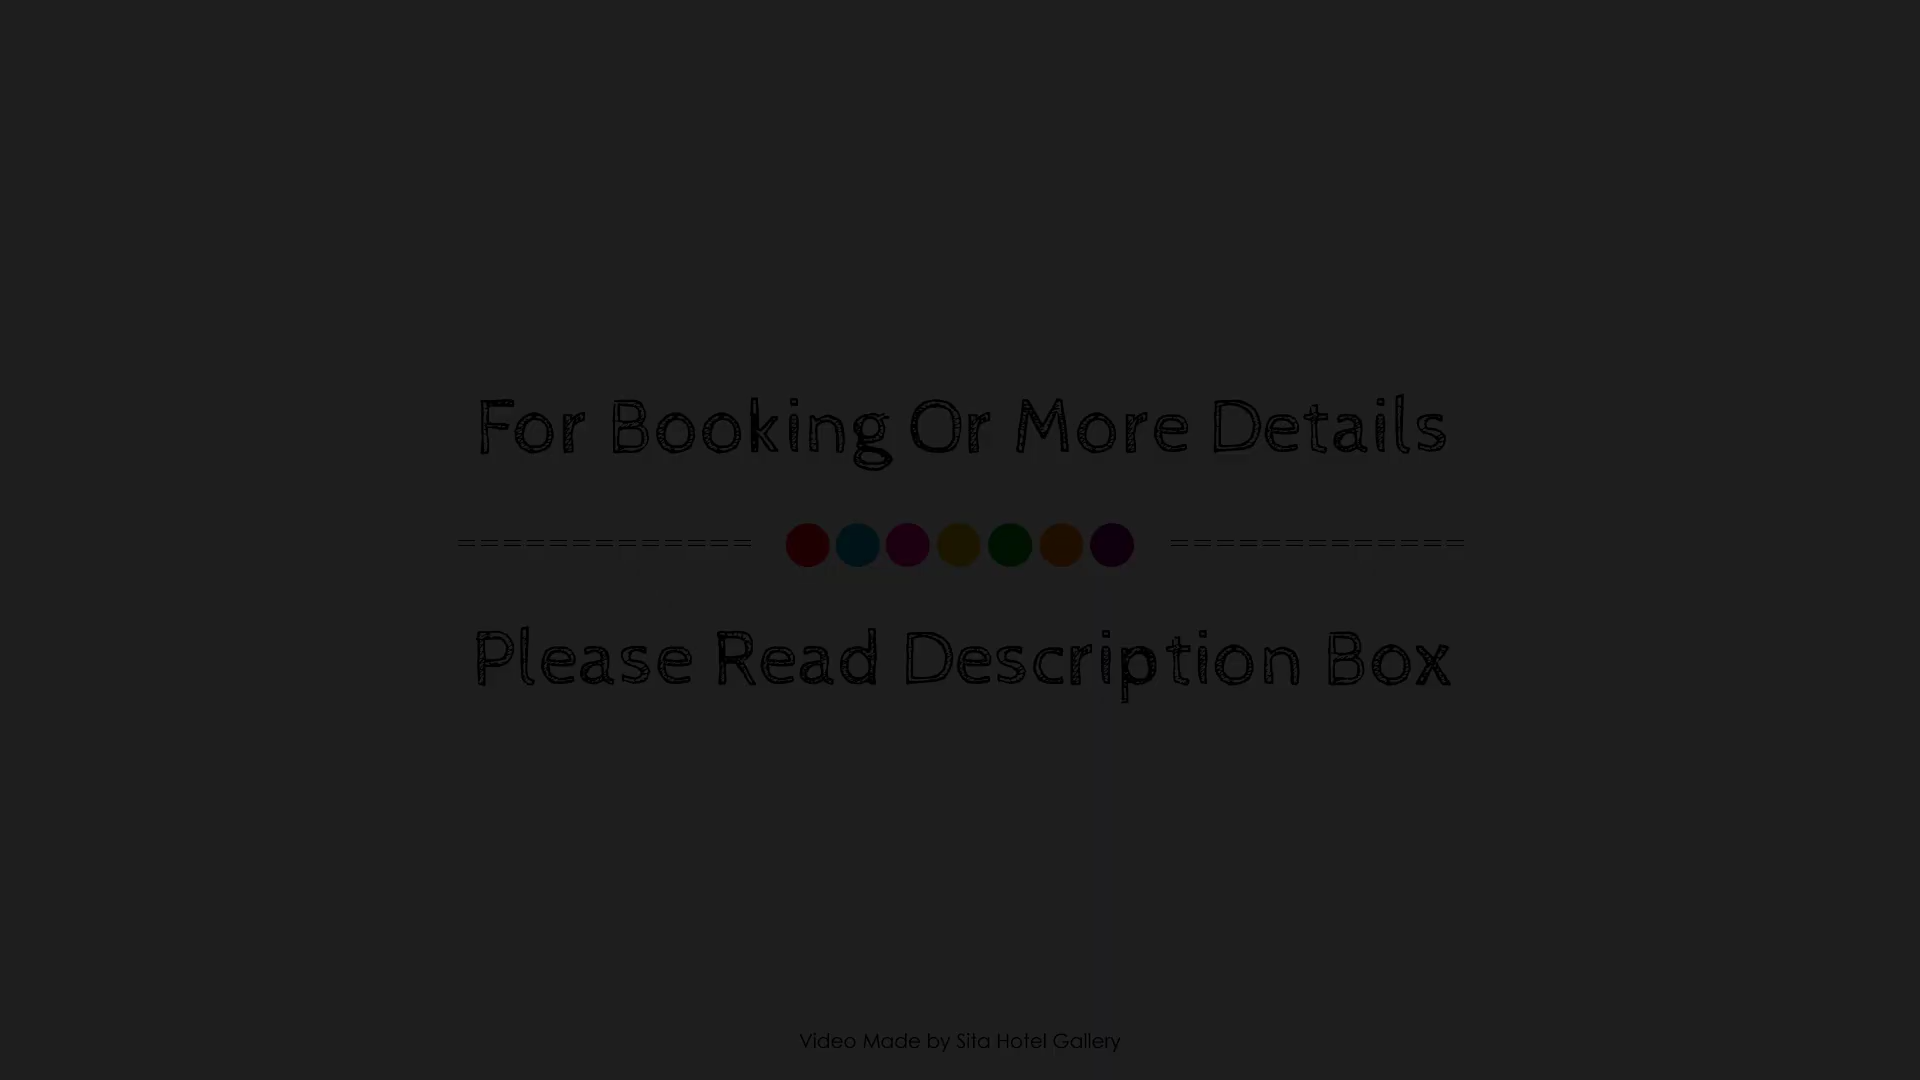 For Booking Or More Details
============= =============
Please Read Description Box
Video Made by Sita Hotel Gallery